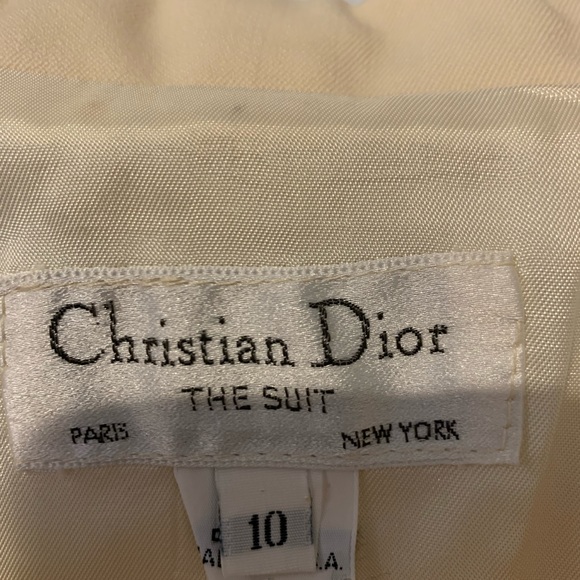 Christian Dior
THE SUIT
PARIS NEW YORK
10
.A.